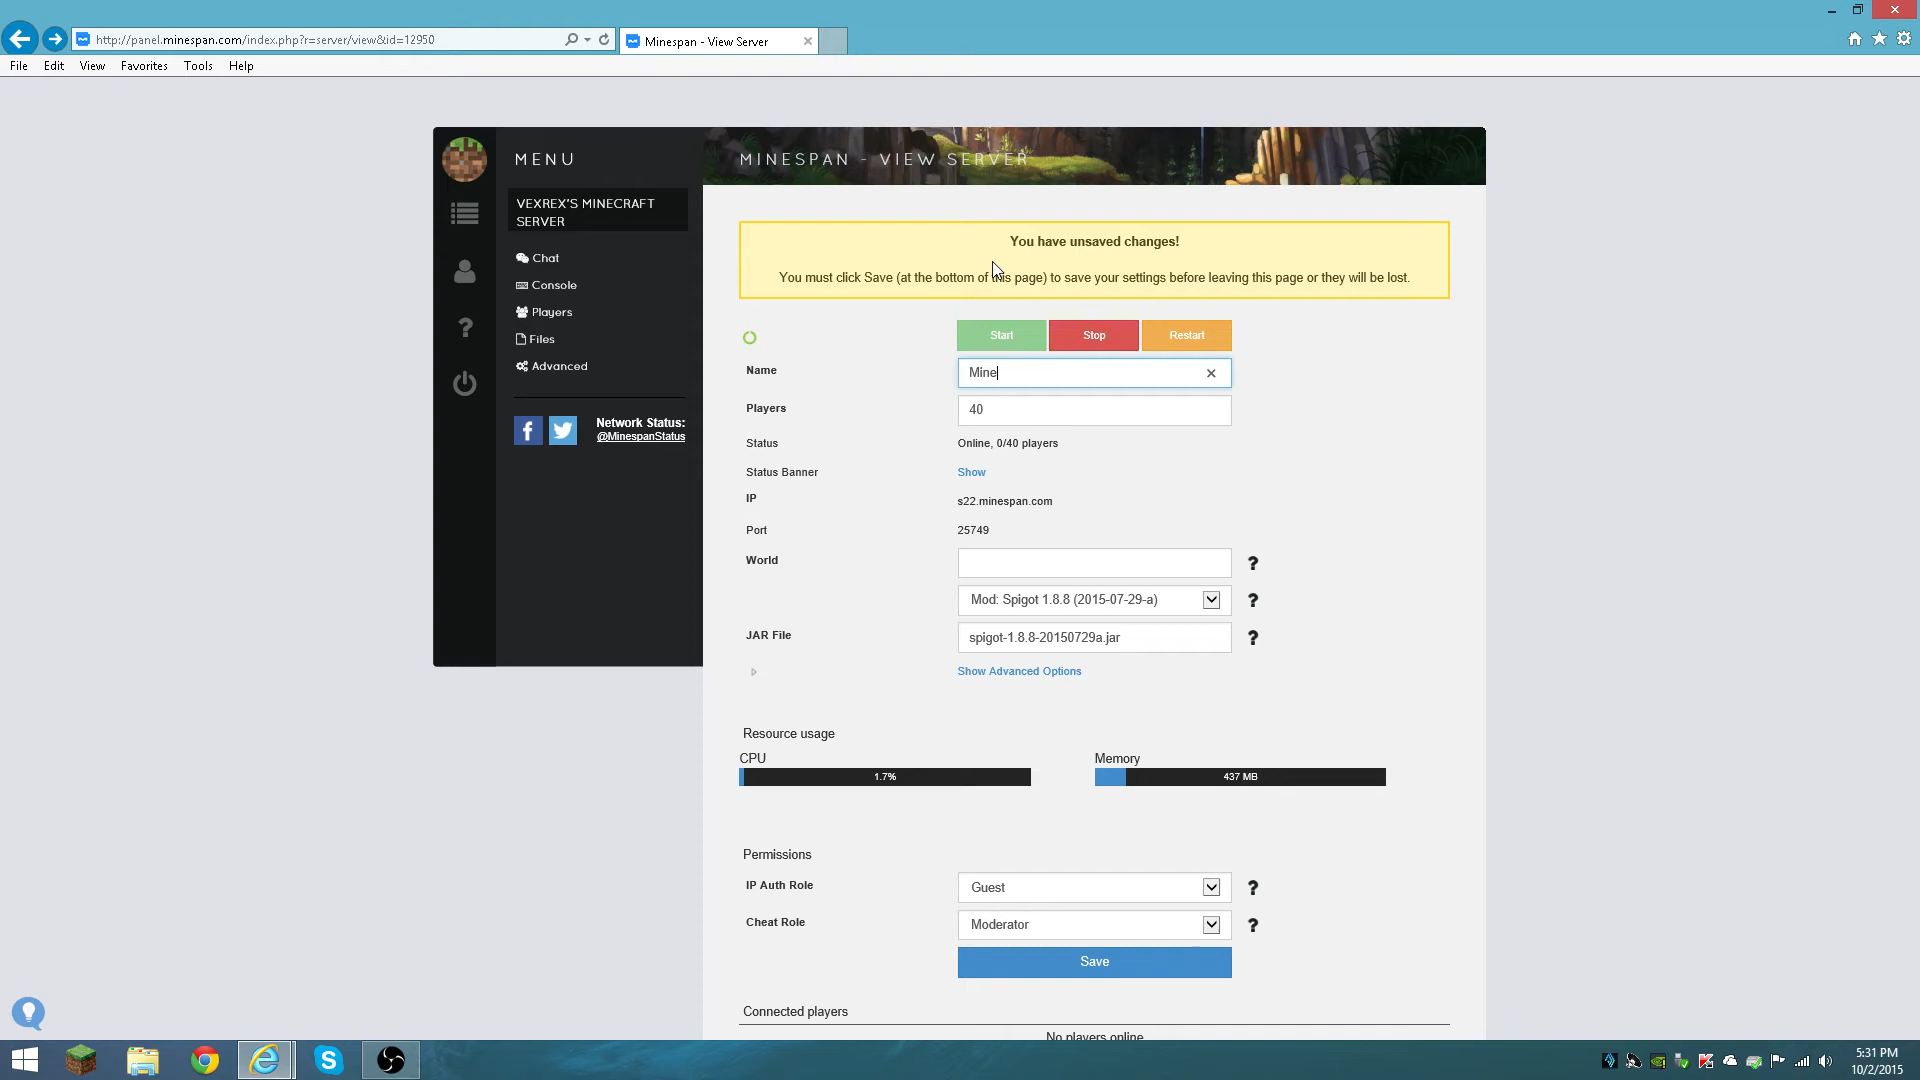 http://panel.minespan.com/index.php?r=server/view&id=12950
Minespan - View Server
File Edit View Favorites Tools Help
MENU
MINESPAN - VIEW SERVER
VEXREX'S MINECRAFT
SERVER
Chat
Console
Players
Files
Advanced
Network Status:
@MinespanStatus
You have unsaved changes!
You must click Save (at the bottom of this page) to save your settings before leaving this page or they will be lost.
Start Stop Restart
Name Mine
Players 40
Status Online, 0/40 players
Status Banner Show
IP s22.minespan.com
Port 25749
World ?
Mod: Spigot 1.8.8 (2015-07-29-a) ?
JAR File spigot-1.8.8-20150729a.jar ?
Show Advanced Options
Resource usage
CPU Memory
1.7% 437 MB
Permissions
IP Auth Role Guest ?
Cheat Role Moderator ?
Save
Connected players
No players online
5:31 PM
10/2/2015